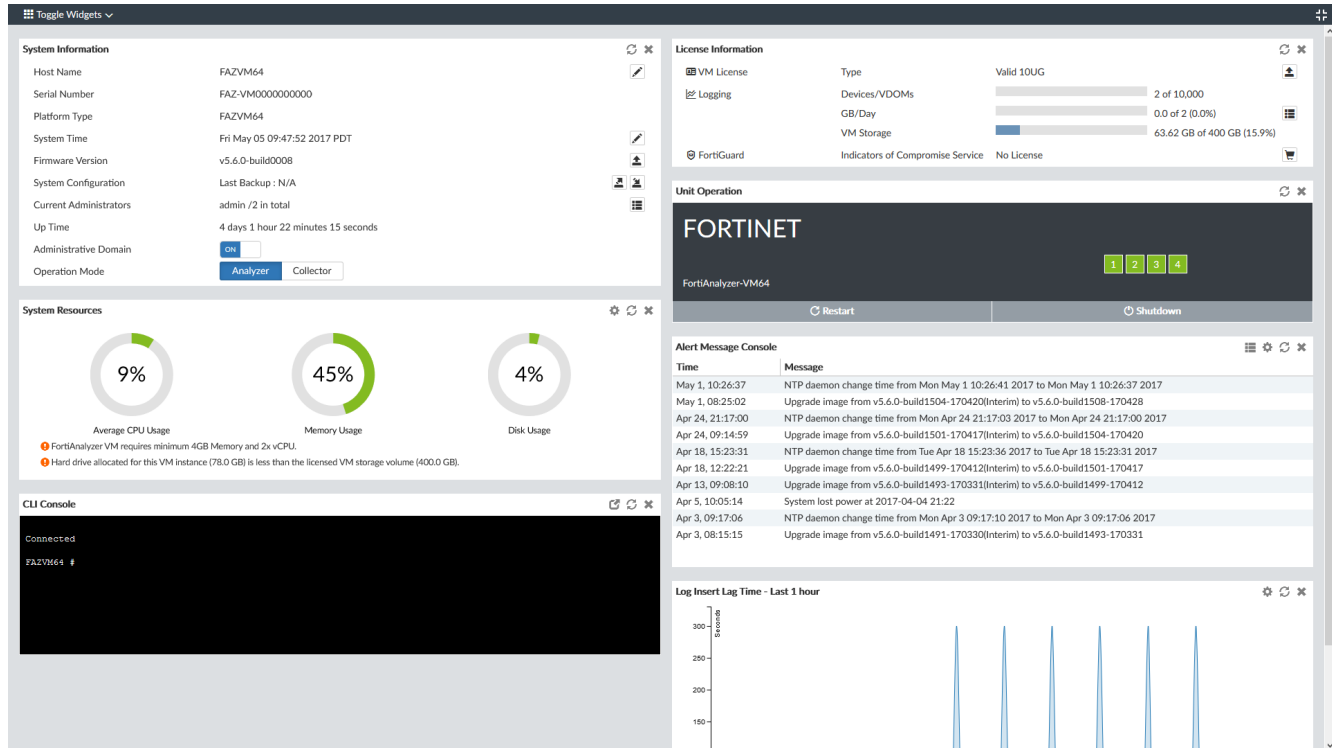 Toggle Widgets
System Information
Host Name FAZVM64
Serial Number FAZ-VM0000000000
Platform Type FAZVM64
System Time Fri May 05 09:47:52 2017 PDT
Firmware Version v5.6.0-build0008
System Configuration Last Backup : N/A
Current Administrators admin /2 in total
Up Time 4 days 1 hour 22 minutes 15 seconds
Administrative Domain ON
Operation Mode Analyzer Collector
System Resources
9% 45% 4%
Average CPU Usage Memory Usage Disk Usage
FortiAnalyzer VM requires minimum 4GB Memory and 2x vCPU.
Hard drive allocated for this VM instance (78.0 GB) is less than the licensed VM storage volume (400.0 GB).
CLI Console
Connected
FAZVM64 #
License Information
VM License Type Valid 10UG
Logging Devices/VDOMs 2 of 10,000
GB/Day 0.0 of 2 (0.0%)
VM Storage 63.62 GB of 400 GB (15.9%)
FortiGuard Indicators of Compromise Service No License
Unit Operation
FORTINET
1 2 3 4
FortiAnalyzer-VM64
Restart Shutdown
Alert Message Console
Time Message
May 1, 10:26:37 NTP daemon change time from Mon May 1 10:26:41 2017 to Mon May 1 10:26:37 2017
May 1, 08:25:02 Upgrade image from v5.6.0-build1504-170420(Interim) to v5.6.0-build1508-170428
Apr 24, 21:17:00 NTP daemon change time from Mon Apr 24 21:17:03 2017 to Mon Apr 24 21:17:00 2017
Apr 24, 09:14:59 Upgrade image from v5.6.0-build1501-170417(Interim) to v5.6.0-build1504-170420
Apr 18, 15:23:31 NTP daemon change time from Tue Apr 18 15:23:36 2017 to Tue Apr 18 15:23:31 2017
Apr 18, 12:22:21 Upgrade image from v5.6.0-build1499-170412(Interim) to v5.6.0-build1501-170417
Apr 13, 09:08:10 Upgrade image from v5.6.0-build1493-170331(Interim) to v5.6.0-build1499-170412
Apr 5, 10:05:14 System lost power at 2017-04-04 21:22
Apr 3, 09:17:06 NTP daemon change time from Mon Apr 3 09:17:10 2017 to Mon Apr 3 09:17:06 2017
Apr 3, 08:15:15 Upgrade image from v5.6.0-build1491-170330(Interim) to v5.6.0-build1493-170331
Log Insert Lag Time - Last 1 hour
Seconds
300
250
200
150